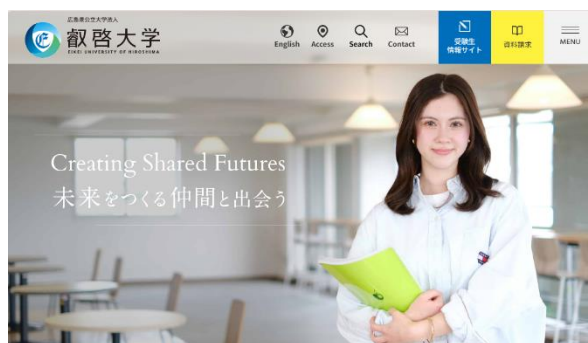 広島県公立大学法人
叡啓大学
EIKEI UNIVERSITY OF HIROSHIMA
English
Access
Search
Contact
受験生
情報サイト
資料請求
MENU
Creating Shared Futures
未来をつくる仲間と出会う